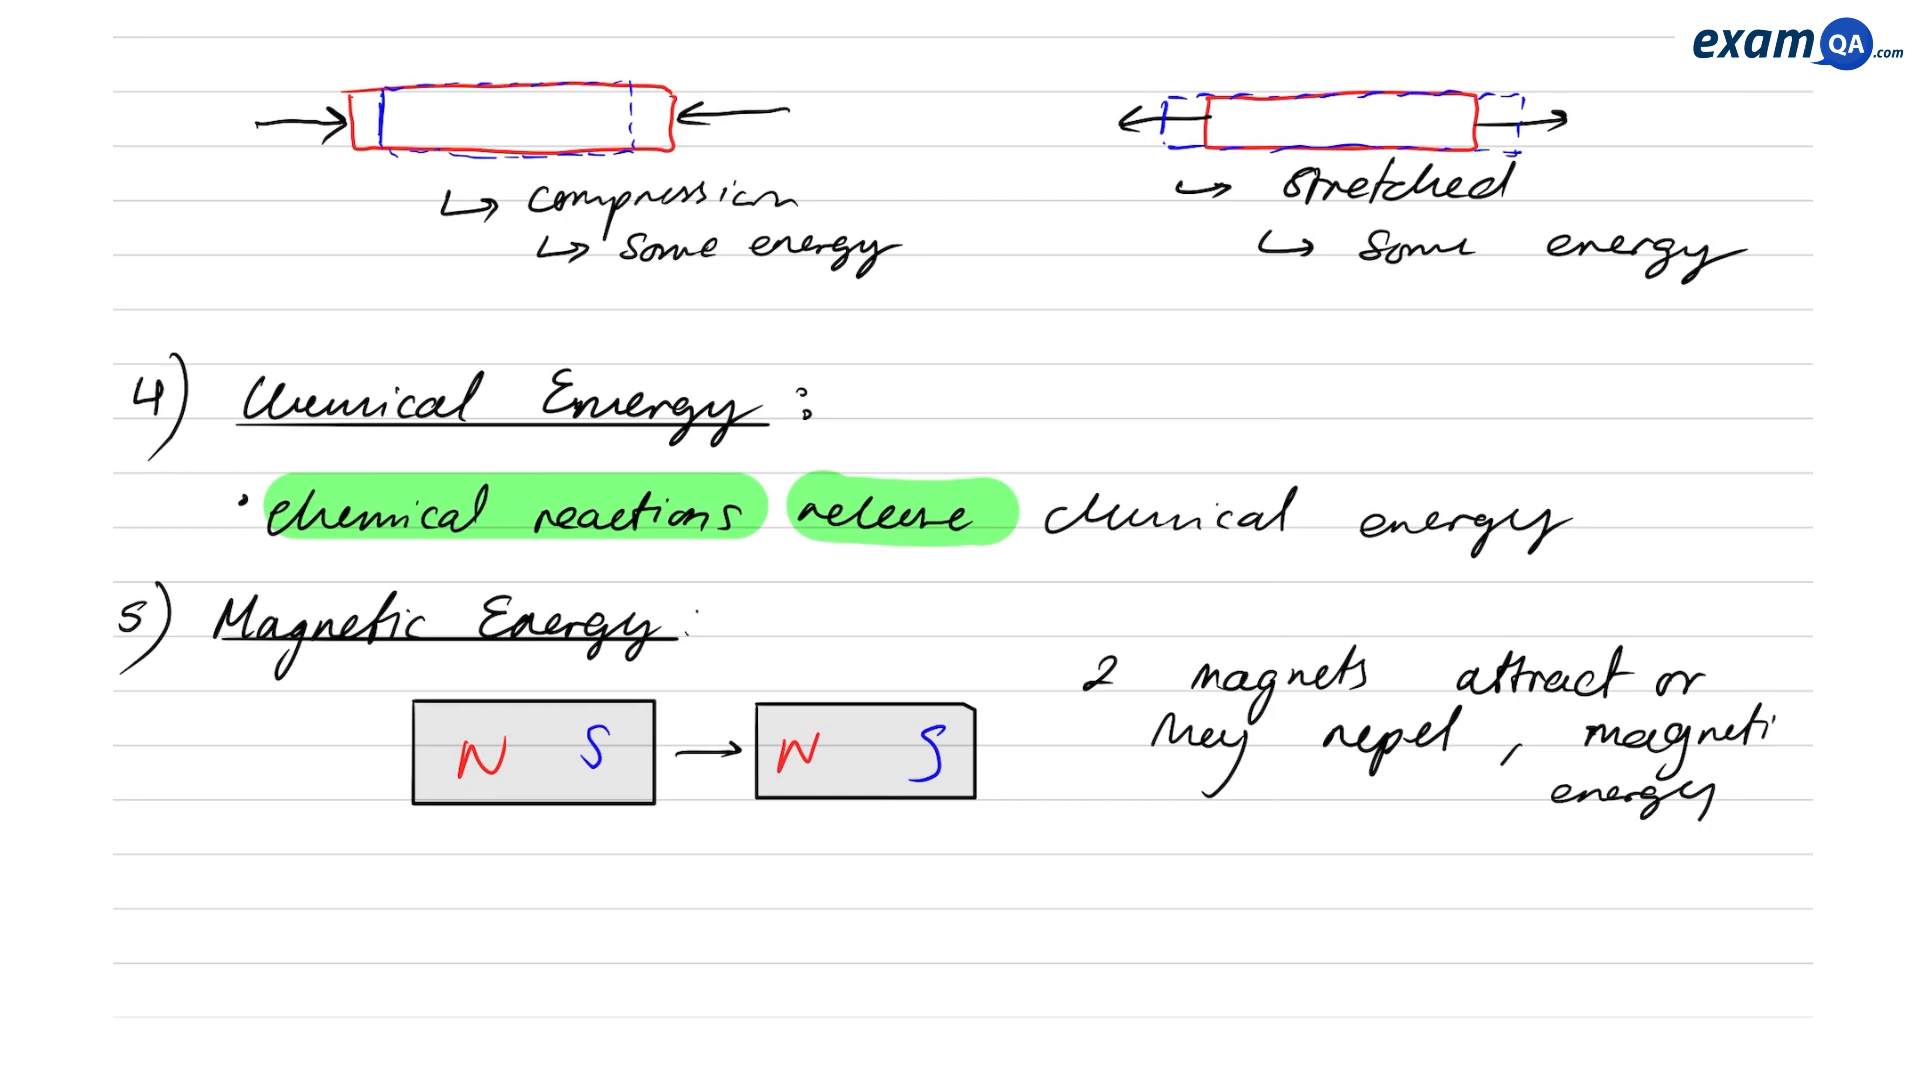 examQA.com
↳ compression
↳ some energy
↳ stretched
↳ some energy
4) Chemical Energy :
• chemical reactions release chemical energy
5) Magnetic Energy :
N S → N S
2 magnets attract or
they repel , magneti
energy